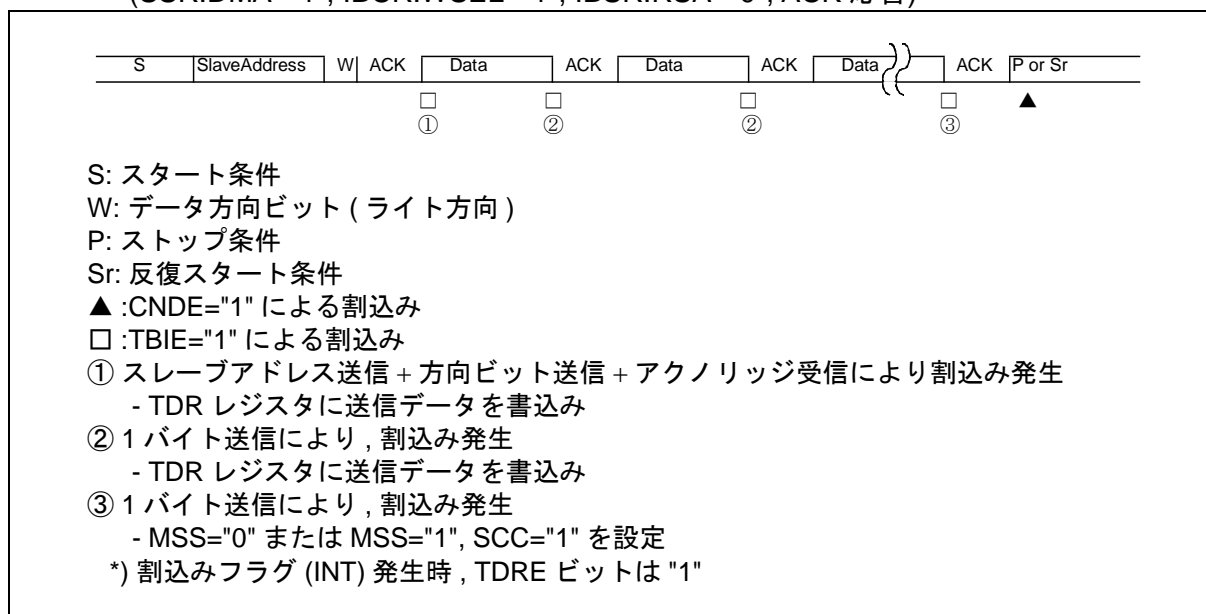 S SlaveAddress W ACK Data ACK Data ACK Data ACK P or Sr
□ □ □ □ ▲
① ② ② ③
S: スタート条件
W: データ方向ビット ( ライト方向 )
P: ストップ条件
Sr: 反復スタート条件
▲ :CNDE="1" による割込み
□ :TBIE="1" による割込み
① スレーブアドレス送信 + 方向ビット送信 + アクノリッジ受信により割込み発生
- TDR レジスタに送信データを書込み
② 1 バイト送信により , 割込み発生
- TDR レジスタに送信データを書込み
③ 1 バイト送信により , 割込み発生
- MSS="0" または MSS="1", SCC="1" を設定
*) 割込みフラグ (INT) 発生時 , TDRE ビットは "1"